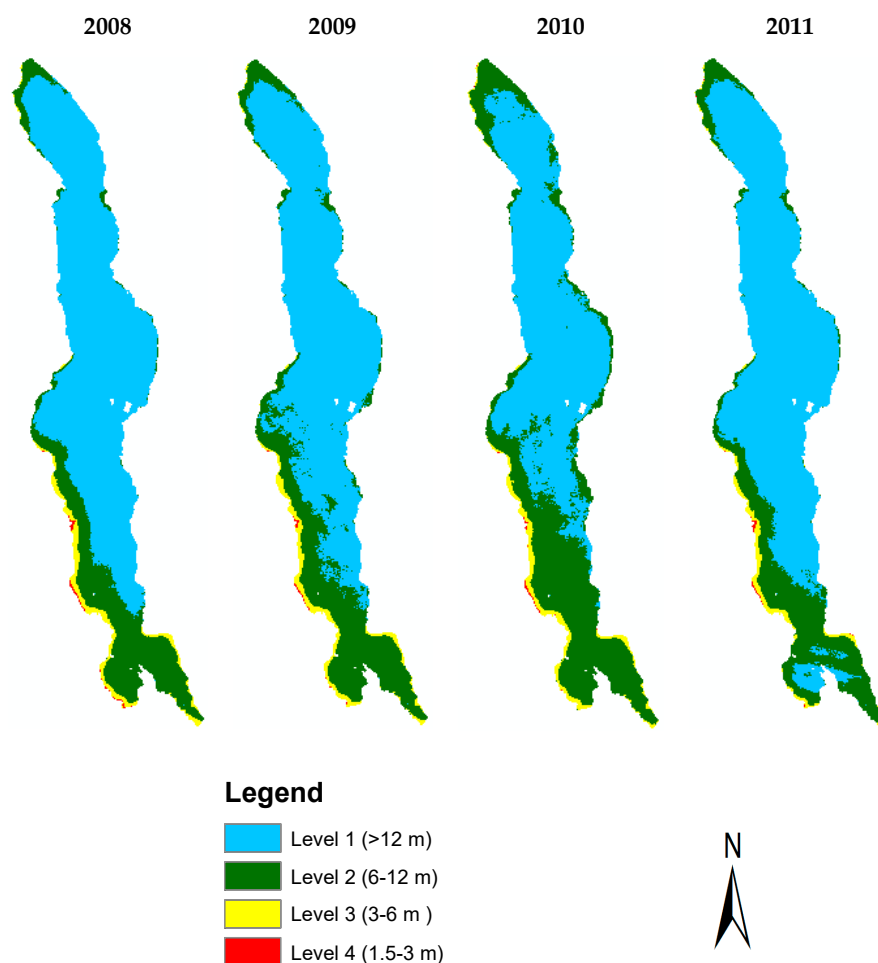 2008 2009 2010 2011
Legend
Level 1 (>12 m)
Level 2 (6-12 m)
Level 3 (3-6 m )
Level 4 (1.5-3 m)
N